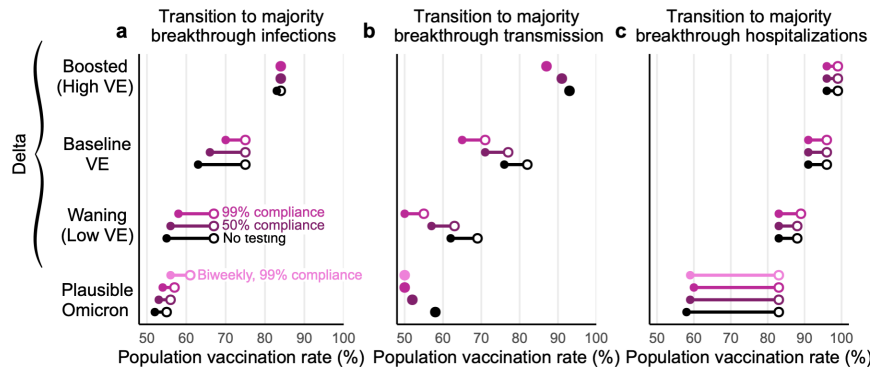 a
Transition to majority
breakthrough infections
b
Transition to majority
breakthrough transmission
c
Transition to majority
breakthrough hospitalizations
Delta
Boosted
(High VE)
Baseline
VE
Waning
(Low VE)
Plausible
Omicron
99% compliance
50% compliance
No testing
Biweekly, 99% compliance
50 60 70 80 90 100
Population vaccination rate (%)
50 60 70 80 90 100
Population vaccination rate (%)
50 60 70 80 90 100
Population vaccination rate (%)